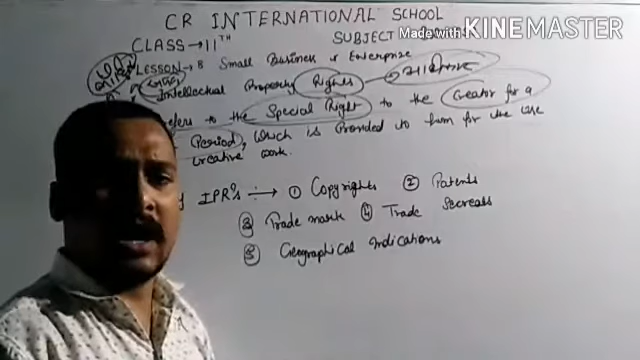 Made with KINEMASTER
CR INTERNATIONAL SCHOOL
CLASS → 11TH SUBJECT
LESSON → 8 Small Business & Enterprise
Intellectual Property Rights
refers to the Special Right to the Creator for a
Period, which is Provided to him for the use
creative work.
IPR's ÷→ ① Copyrights ② Patents
③ Trade mark ④ Trade Secreats
⑤ Geographical indications